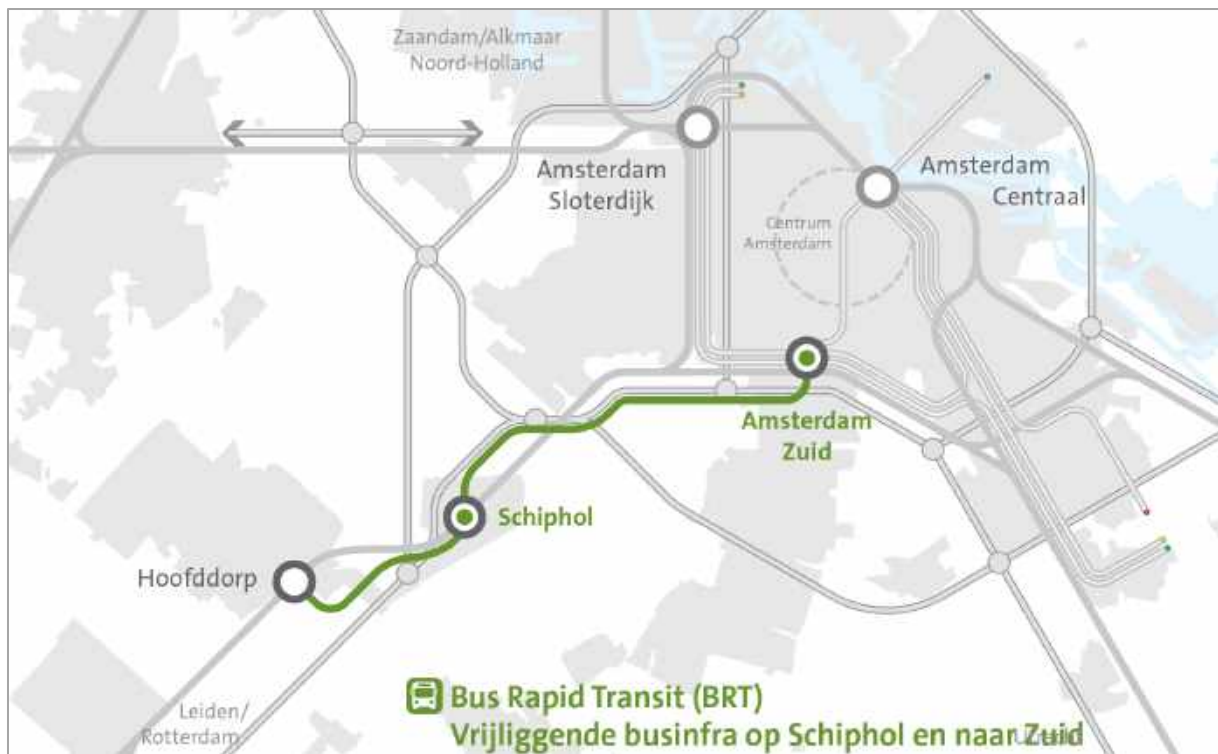 Zaandam/Alkmaar
Noord-Holland
Amsterdam
Sloterdijk
Amsterdam
Centraal
Centrum
Amsterdam
Amsterdam
Zuid
Schiphol
Hoofddorp
Leiden/
Rotterdam
Bus Rapid Transit (BRT)
Vrijliggende businfra op Schiphol en naar Zuid